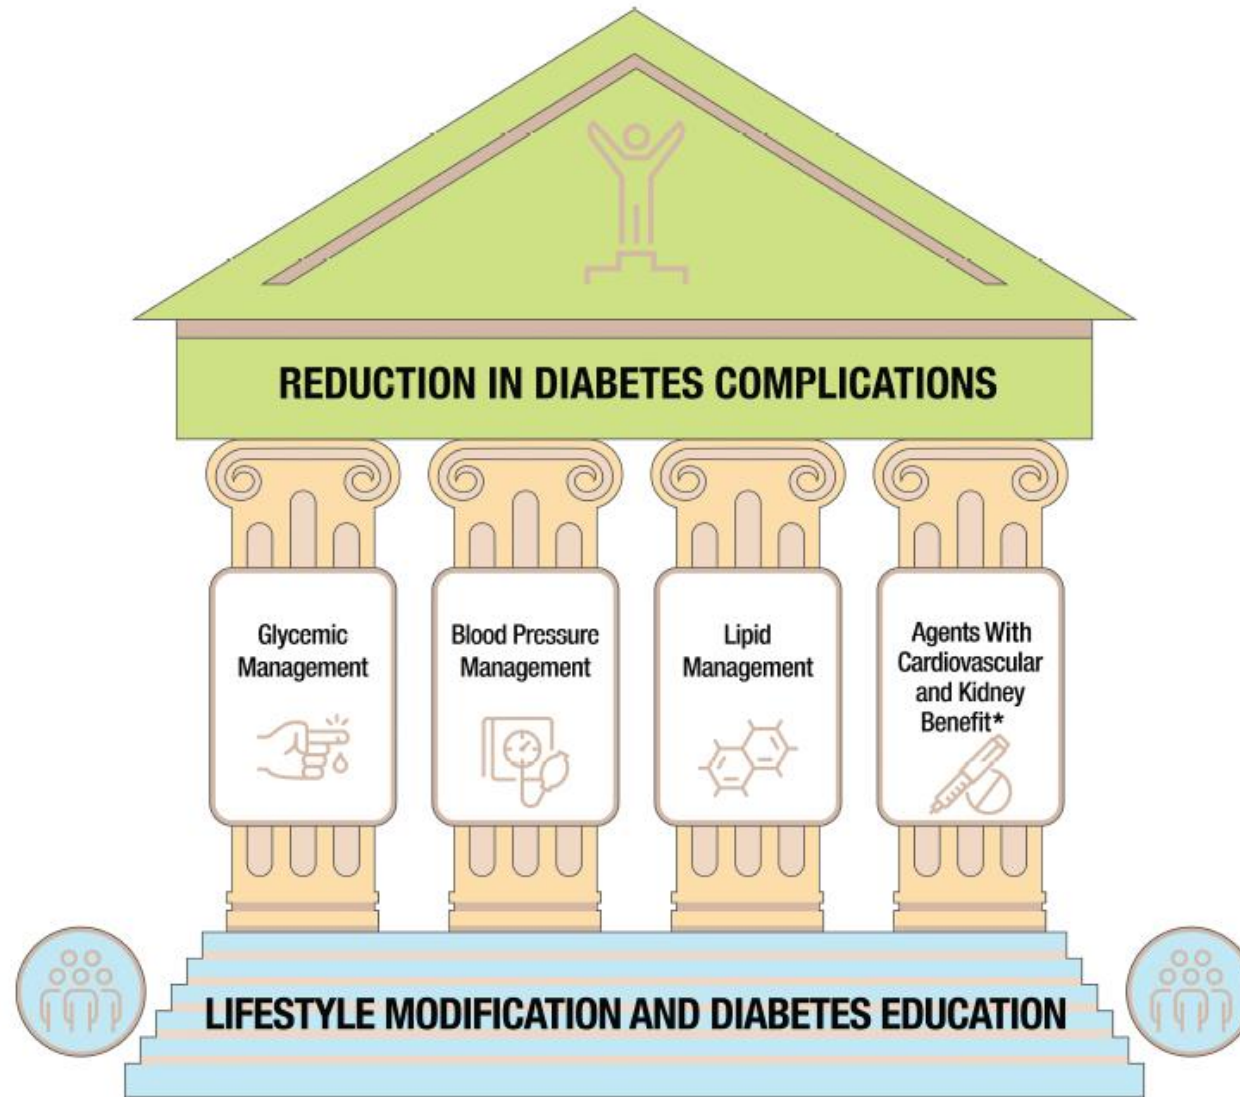 REDUCTION IN DIABETES COMPLICATIONS
Glycemic
Management
Blood Pressure
Management
Lipid
Management
Agents With
Cardiovascular
and Kidney
Benefit*
LIFESTYLE MODIFICATION AND DIABETES EDUCATION